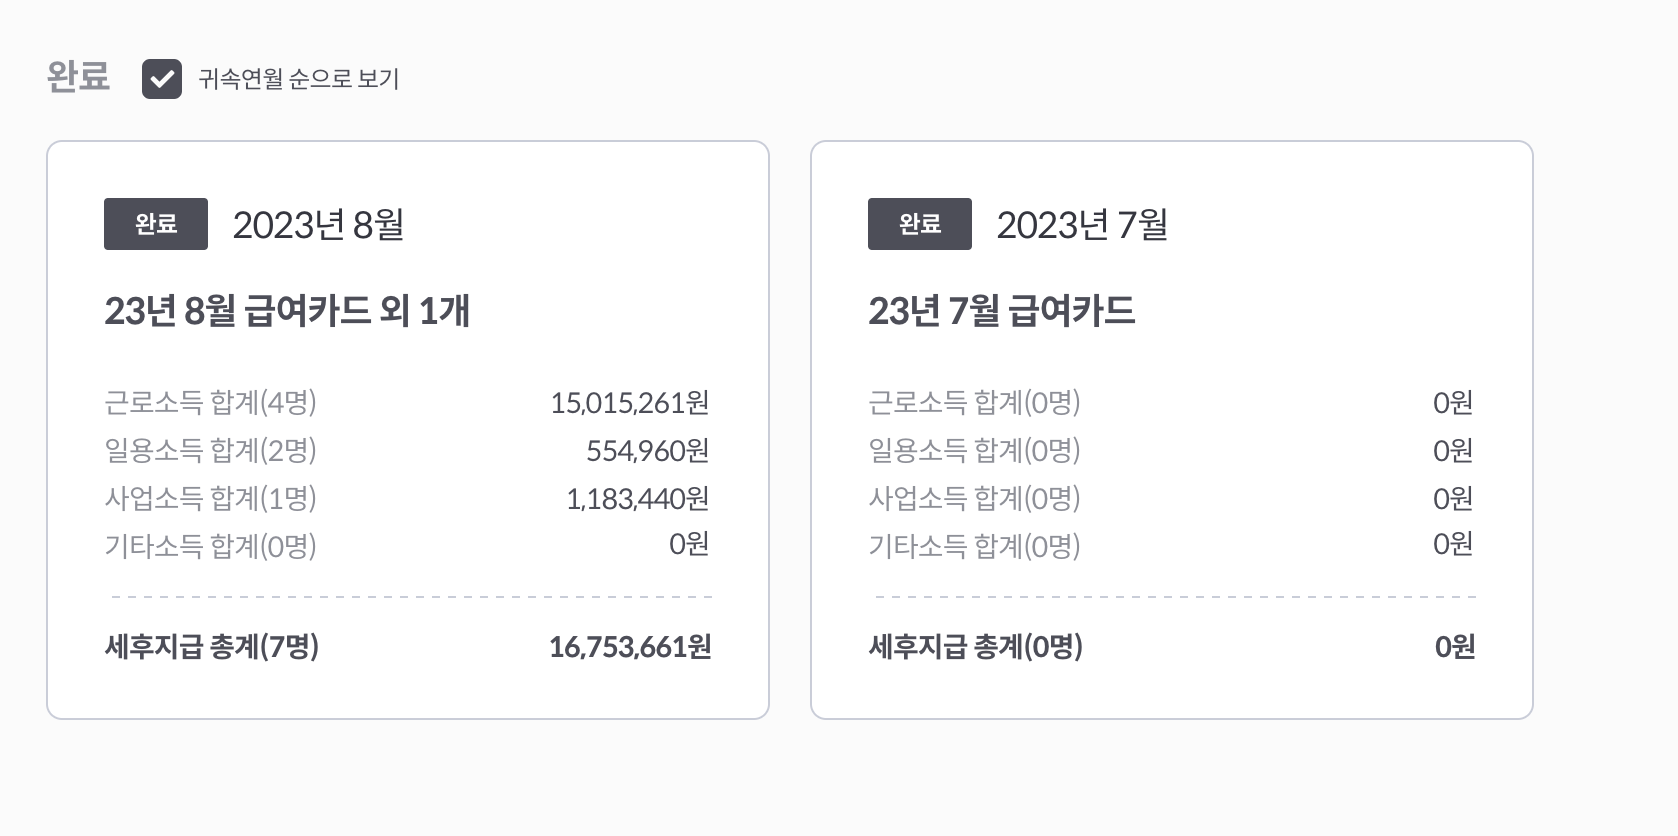 완료 귀속연월 순으로 보기
완료 2023년 8월
23년 8월 급여카드 외 1개
근로소득 합계(4명) 15,015,261원
일용소득 합계(2명) 554,960원
사업소득 합계(1명) 1,183,440원
기타소득 합계(0명) 0원
세후지급 총계(7명) 16,753,661원
완료 2023년 7월
23년 7월 급여카드
근로소득 합계(0명) 0원
일용소득 합계(0명) 0원
사업소득 합계(0명) 0원
기타소득 합계(0명) 0원
세후지급 총계(0명) 0원